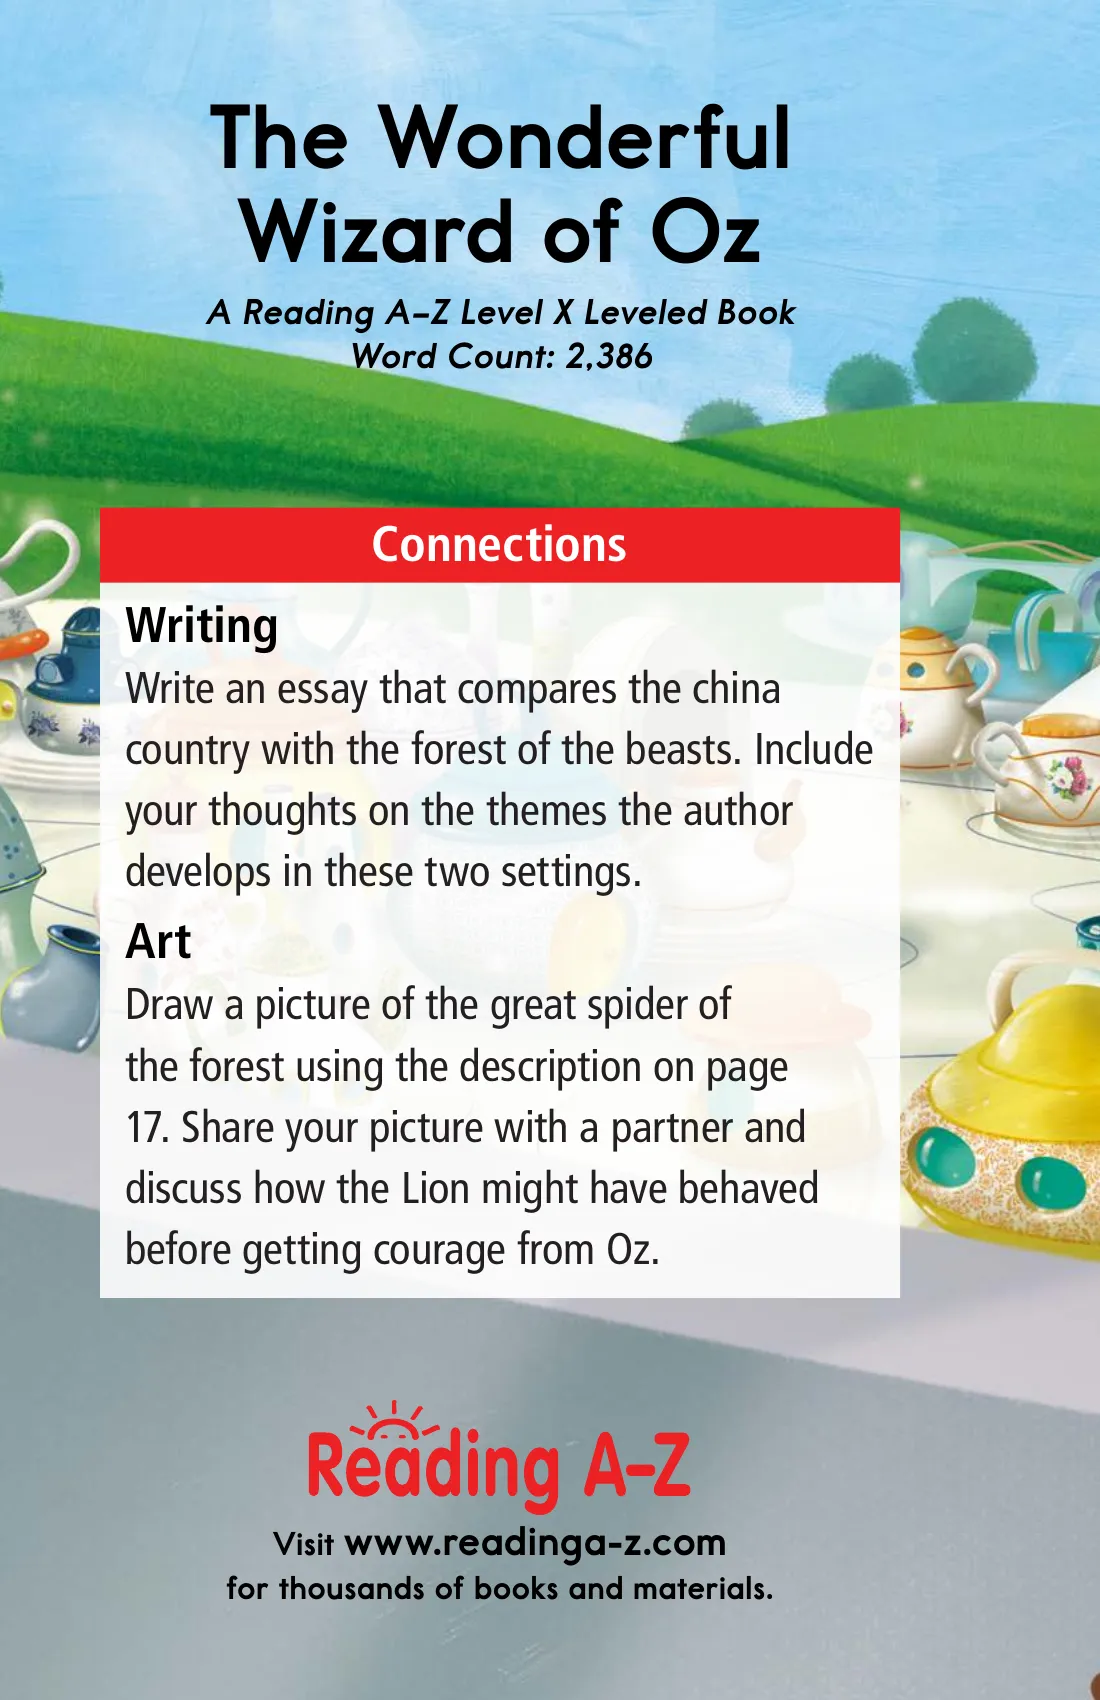 The Wonderful
Wizard of Oz
A Reading A–Z Level X Leveled Book
Word Count: 2,386
Connections
Writing
Write an essay that compares the china
country with the forest of the beasts. Include
your thoughts on the themes the author
develops in these two settings.
Art
Draw a picture of the great spider of
the forest using the description on page
17. Share your picture with a partner and
discuss how the Lion might have behaved
before getting courage from Oz.
Reading A–Z
Visit www.readinga-z.com
for thousands of books and materials.